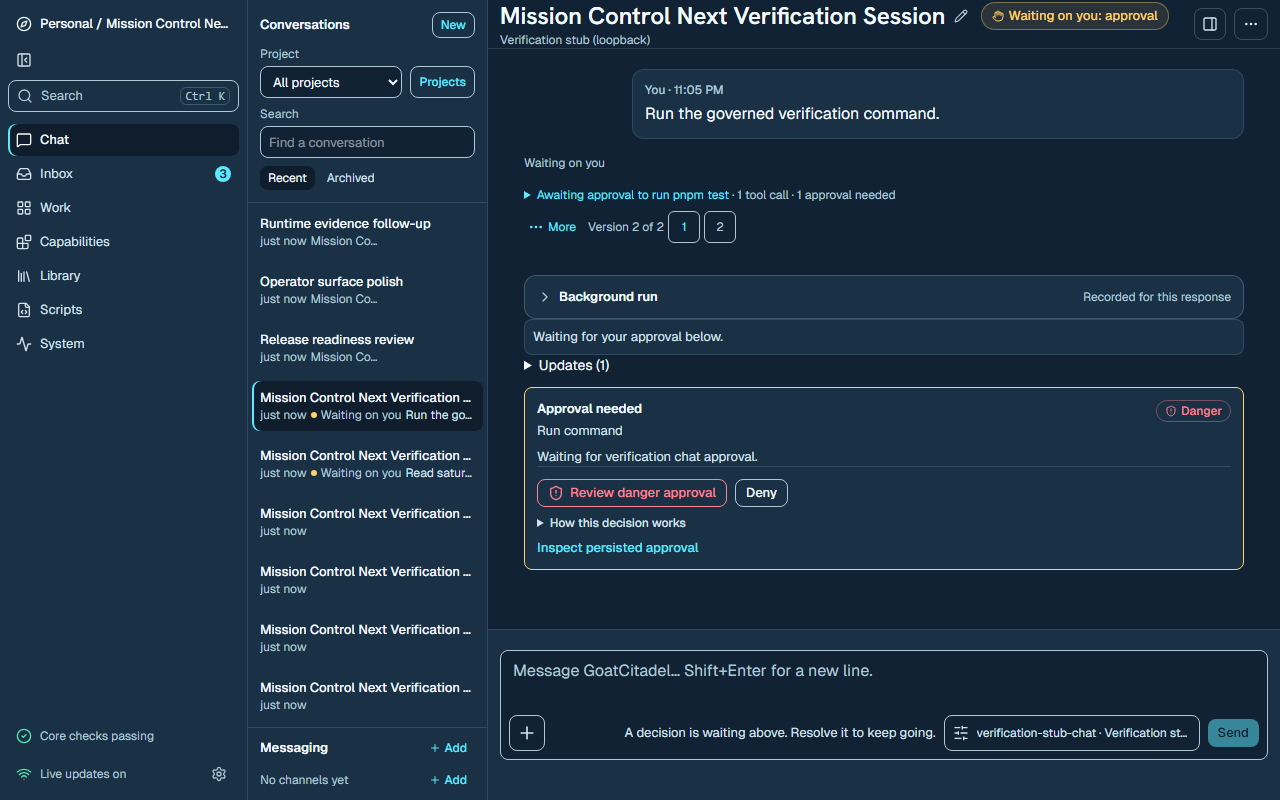 Personal / Mission Control Ne...
Search
Ctrl K
Chat
Inbox
3
Work
Capabilities
Library
Scripts
System
Core checks passing
Live updates on
Conversations
New
Project
All projects
Projects
Search
Find a conversation
Recent
Archived
Runtime evidence follow-up
just now Mission Co...
Operator surface polish
just now Mission Co...
Release readiness review
just now Mission Co...
Mission Control Next Verification ...
just now Waiting on you Run the go...
Mission Control Next Verification ...
just now Waiting on you Read satur...
Mission Control Next Verification ...
just now
Mission Control Next Verification ...
just now
Mission Control Next Verification ...
just now
Mission Control Next Verification ...
just now
Messaging
+ Add
No channels yet
+ Add
Mission Control Next Verification Session
Waiting on you: approval
Verification stub (loopback)
You · 11:05 PM
Run the governed verification command.
Waiting on you
Awaiting approval to run pnpm test · 1 tool call · 1 approval needed
··· More Version 2 of 2 1 2
Background run
Recorded for this response
Waiting for your approval below.
Updates (1)
Approval needed
Danger
Run command
Waiting for verification chat approval.
Review danger approval
Deny
How this decision works
Inspect persisted approval
Message GoatCitadel... Shift+Enter for a new line.
A decision is waiting above. Resolve it to keep going.
verification-stub-chat · Verification st...
Send